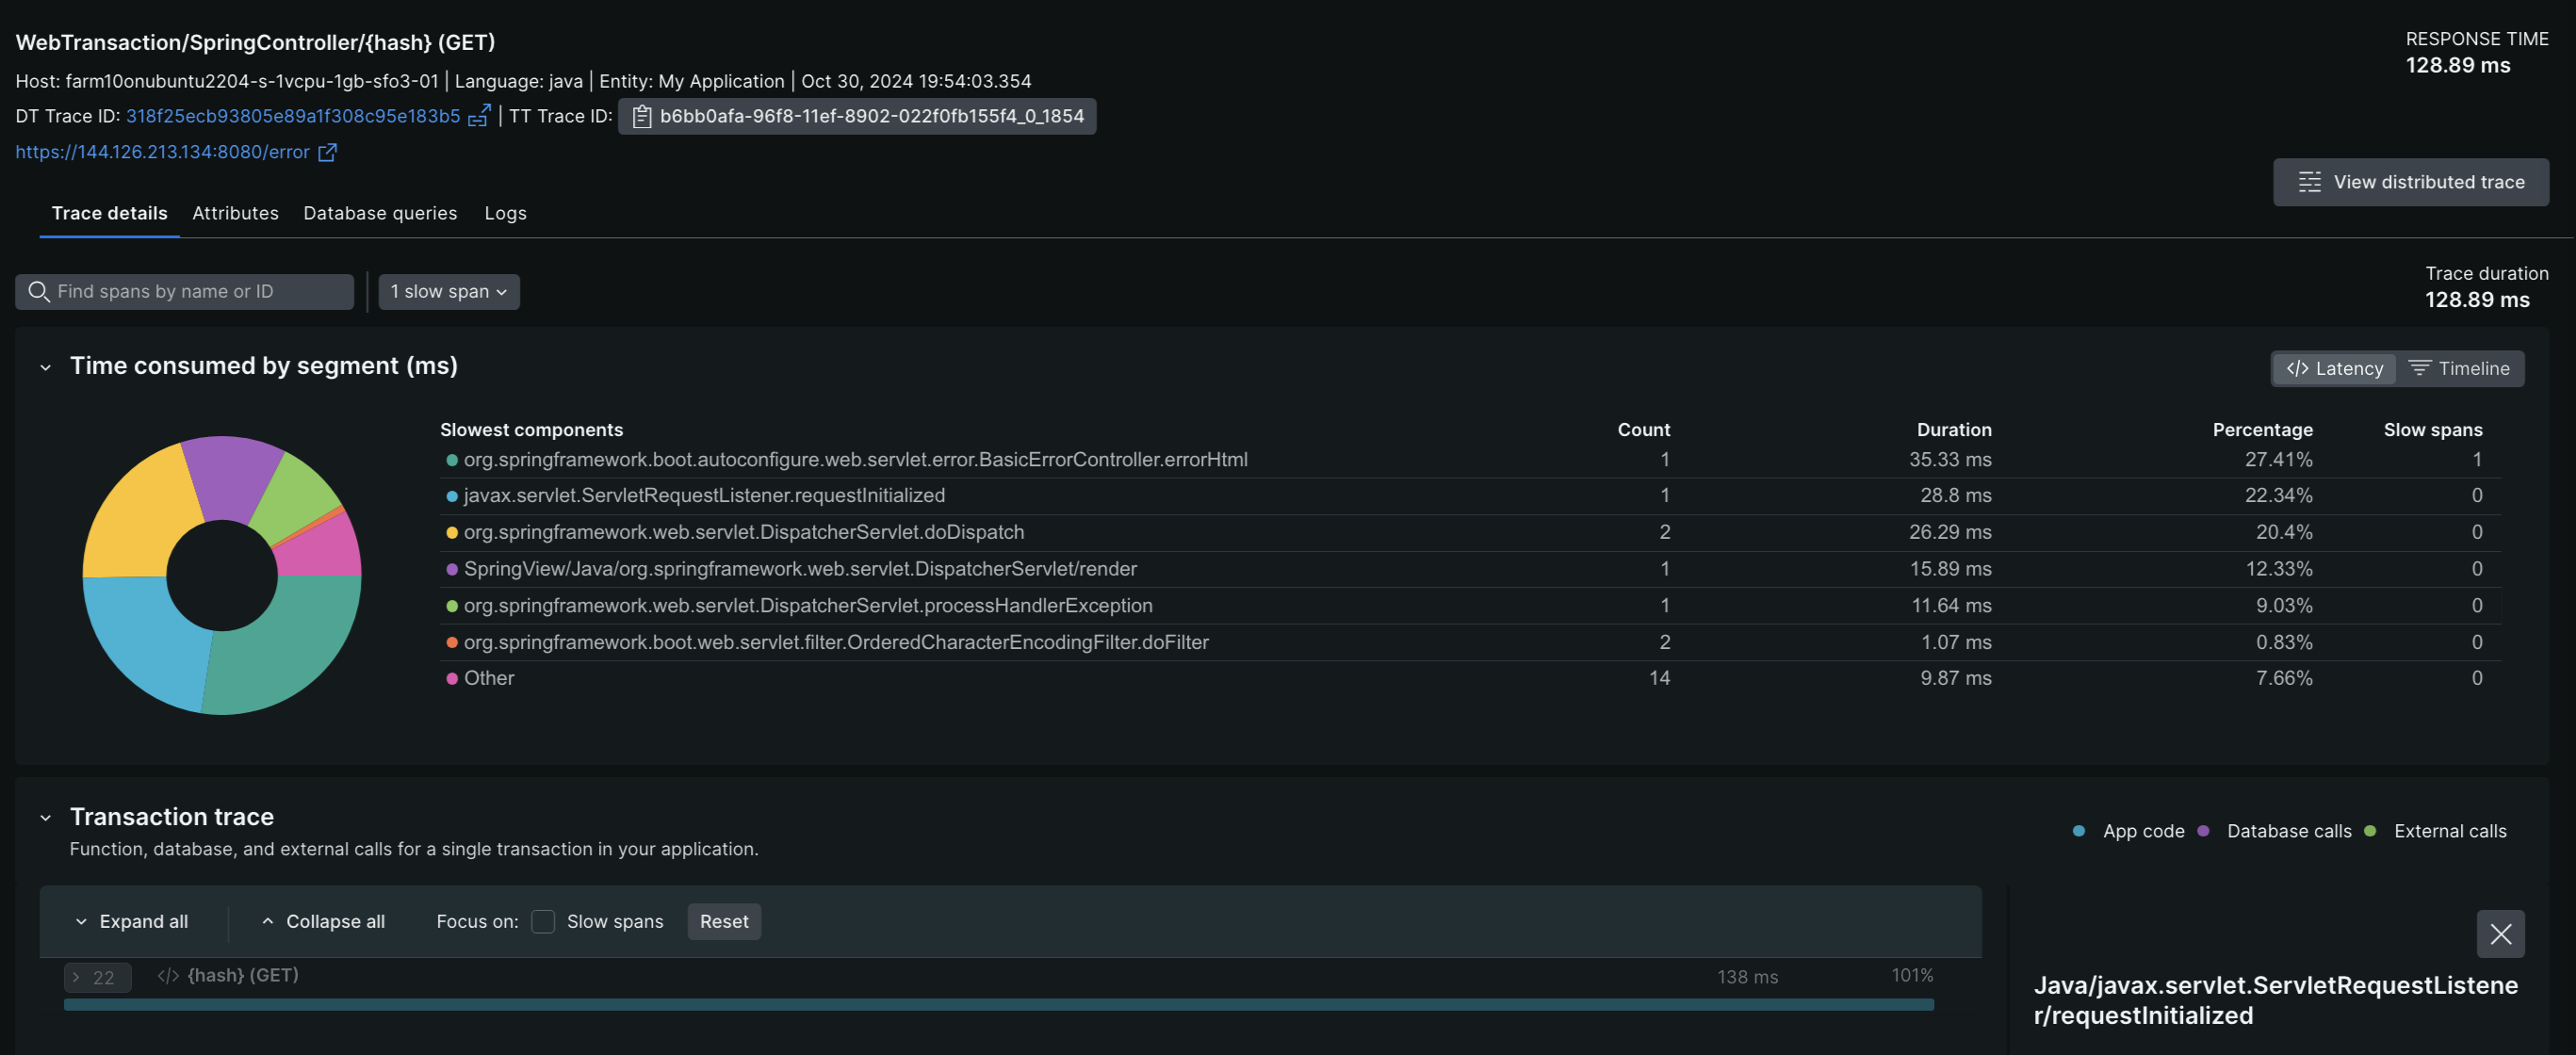 WebTransaction/SpringController/{hash} (GET)
RESPONSE TIME
128.89 ms
Host: farm10onubuntu2204-s-1vcpu-1gb-sfo3-01 | Language: java | Entity: My Application | Oct 30, 2024 19:54:03.354
DT Trace ID: 318f25ecb93805e89a1f308c95e183b5 | TT Trace ID: b6bb0afa-96f8-11ef-8902-022f0fb155f4_0_1854
https://144.126.213.134:8080/error
View distributed trace
Trace details Attributes Database queries Logs
Find spans by name or ID 1 slow span
Trace duration
128.89 ms
Time consumed by segment (ms)
</> Latency Timeline
Slowest components Count Duration Percentage Slow spans
org.springframework.boot.autoconfigure.web.servlet.error.BasicErrorController.errorHtml 1 35.33 ms 27.41% 1
javax.servlet.ServletRequestListener.requestInitialized 1 28.8 ms 22.34% 0
org.springframework.web.servlet.DispatcherServlet.doDispatch 2 26.29 ms 20.4% 0
SpringView/Java/org.springframework.web.servlet.DispatcherServlet/render 1 15.89 ms 12.33% 0
org.springframework.web.servlet.DispatcherServlet.processHandlerException 1 11.64 ms 9.03% 0
org.springframework.boot.web.servlet.filter.OrderedCharacterEncodingFilter.doFilter 2 1.07 ms 0.83% 0
Other 14 9.87 ms 7.66% 0
Transaction trace
Function, database, and external calls for a single transaction in your application.
App code Database calls External calls
Expand all Collapse all Focus on: Slow spans Reset
22 </> {hash} (GET) 138 ms 101%
Java/javax.servlet.ServletRequestListene
r/requestInitialized